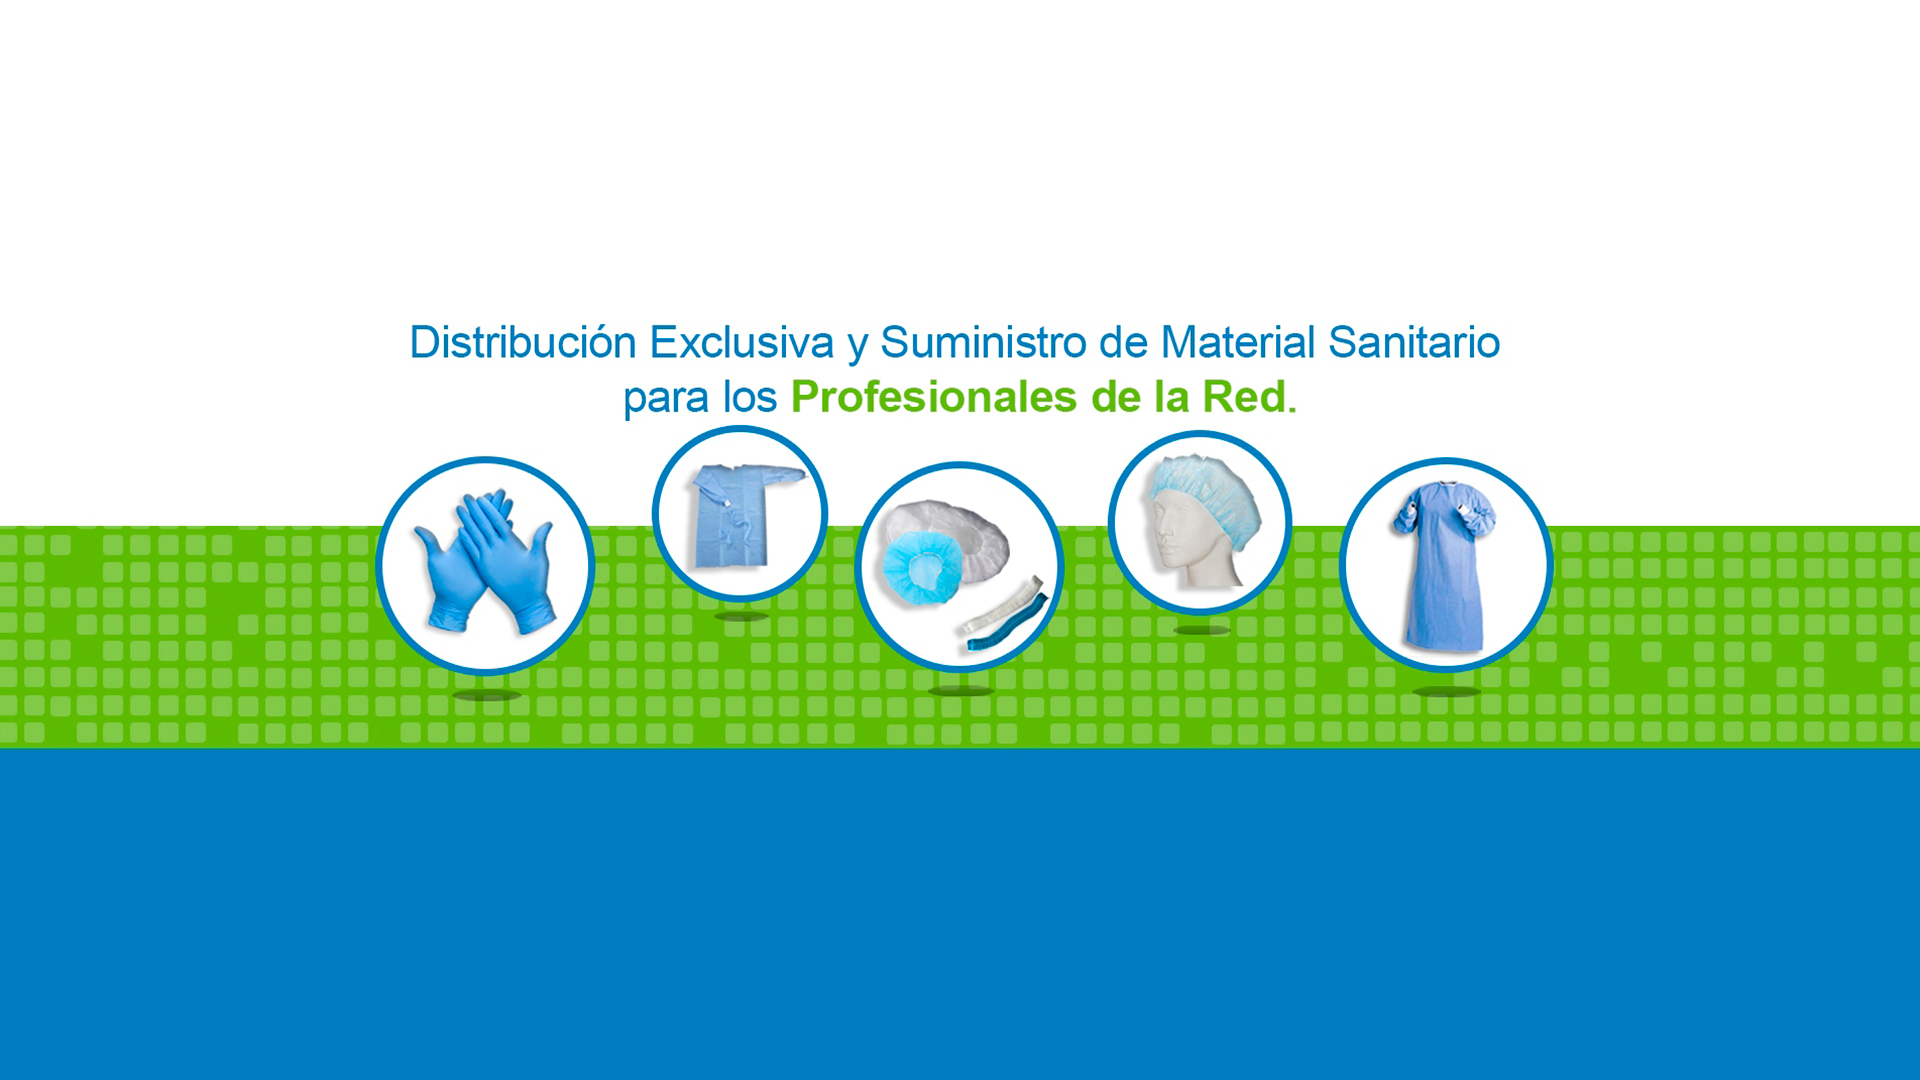 Distribución Exclusiva y Suministro de Material Sanitario
para los Profesionales de la Red.